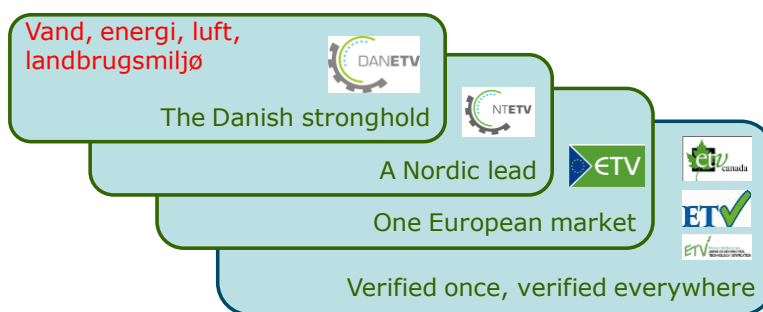 Vand, energi, luft,
landbrugsmiljø
DANETV
The Danish stronghold
NTETV
A Nordic lead
ETV
One European market
etv
canada
ETV
ETV
Verified once, verified everywhere